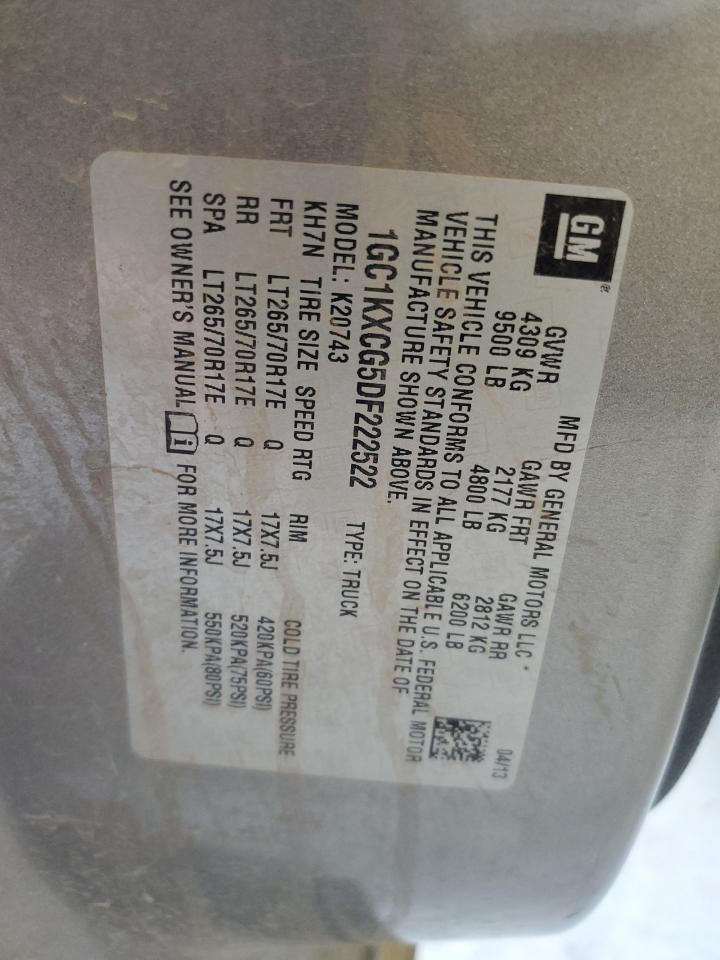 GM®
MFD BY GENERAL MOTORS LLC * 04/13
GVWR GAWR FRT GAWR RR
4309 KG 2177 KG 2812 KG
9500 LB 4800 LB 6200 LB
THIS VEHICLE CONFORMS TO ALL APPLICABLE U.S. FEDERAL MOTOR
VEHICLE SAFETY STANDARDS IN EFFECT ON THE DATE OF
MANUFACTURE SHOWN ABOVE.
1GC1KXCG5DF222522
MODEL: K20743 TYPE: TRUCK
KH7N TIRE SIZE SPEED RTG RIM COLD TIRE PRESSURE
FRT LT265/70R17E Q 17X7.5J 420KPA(60PSI)
RR LT265/70R17E Q 17X7.5J 520KPA(75PSI)
SPA LT265/70R17E Q 17X7.5J 550KPA(80PSI)
SEE OWNER'S MANUAL i FOR MORE INFORMATION.